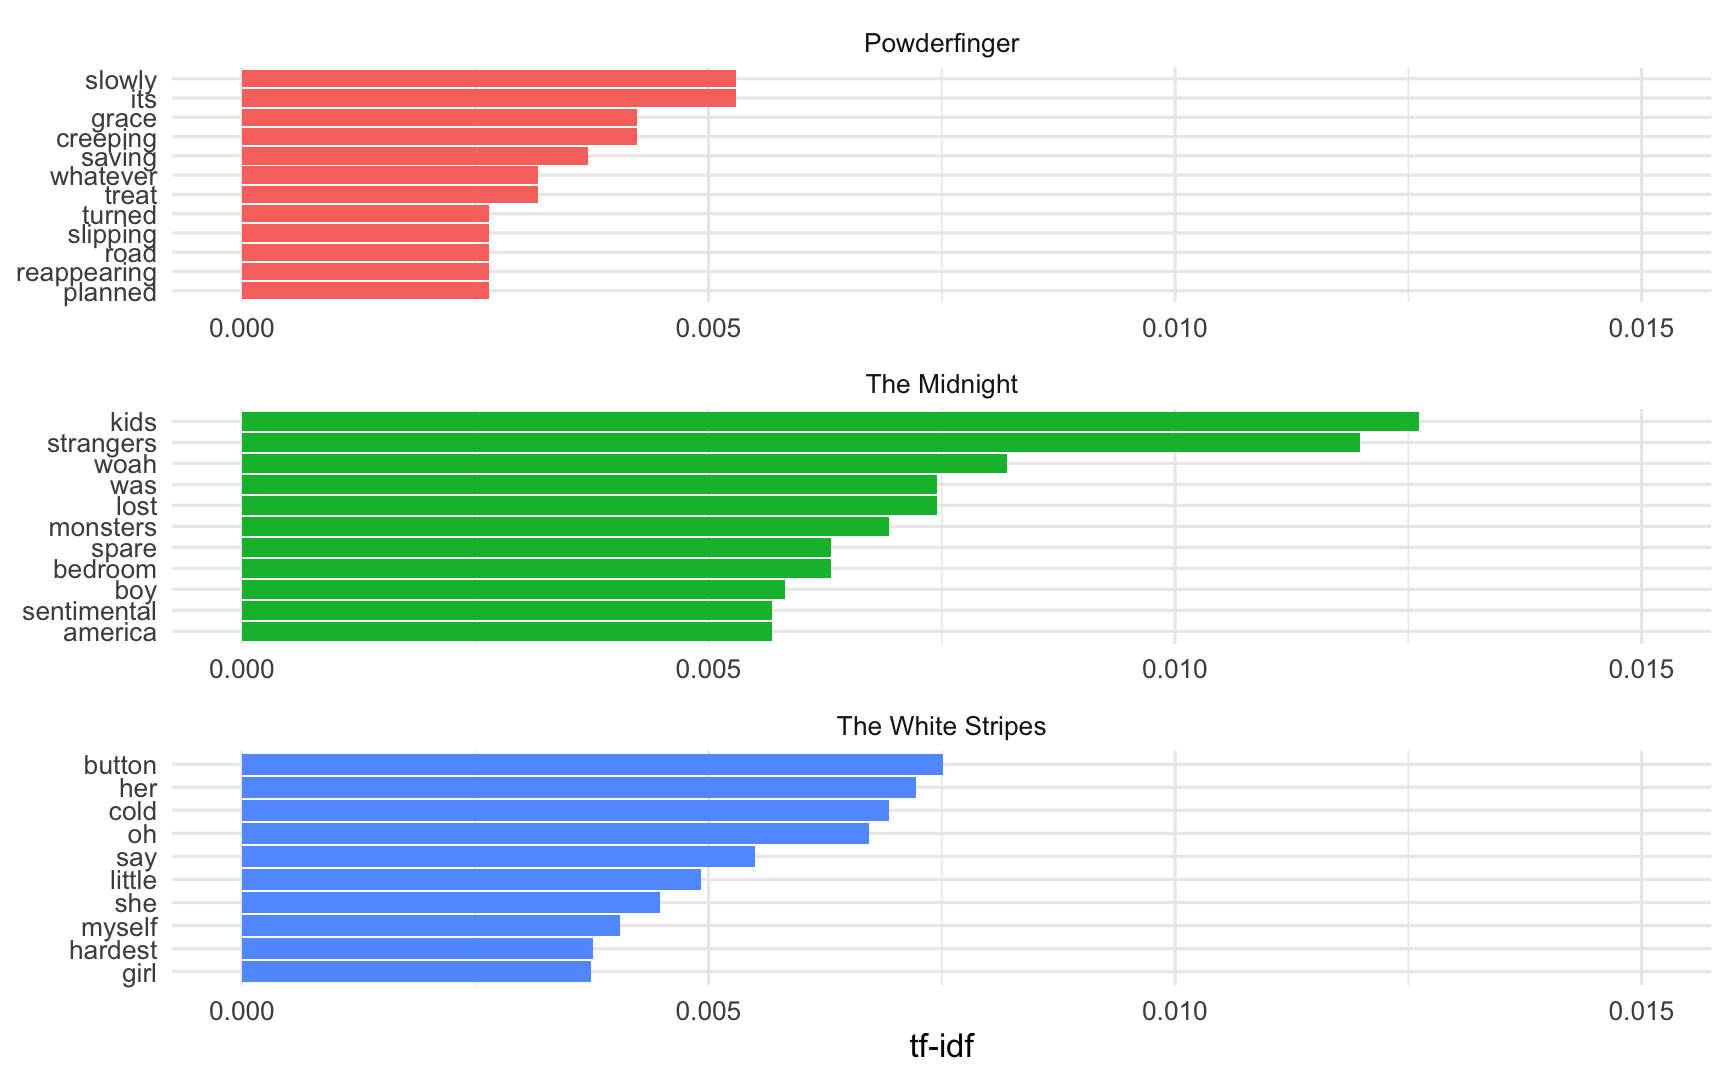 Powderfinger
slowly
its
grace
creeping
saving
whatever
treat
turned
slipping
road
reappearing
planned
0.000 0.005 0.010 0.015
The Midnight
kids
strangers
woah
was
lost
monsters
spare
bedroom
boy
sentimental
america
0.000 0.005 0.010 0.015
The White Stripes
button
her
cold
oh
say
little
she
myself
hardest
girl
0.000 0.005 0.010 0.015
tf-idf